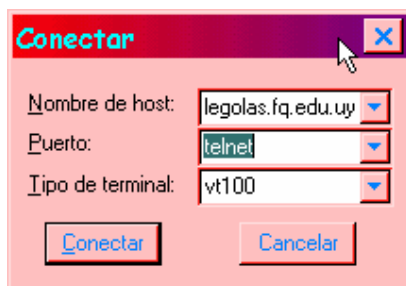 Conectar
Nombre de host: legolas.fq.edu.uy
Puerto: telnet
Tipo de terminal: vt100
Conectar Cancelar